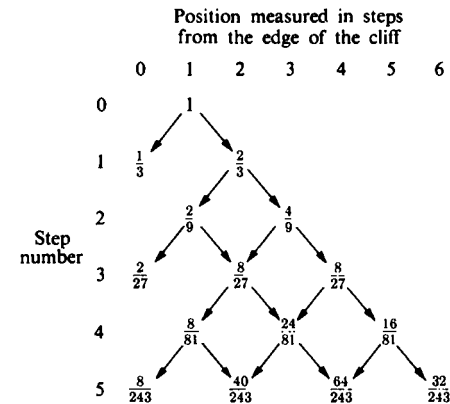 Position measured in steps
from the edge of the cliff
0 1 2 3 4 5 6
0 1
1 1/3 2/3
2 2/9 4/9
Step
number
3 2/27 8/27 8/27
4 8/81 24/81 16/81
5 8/243 40/243 64/243 32/243